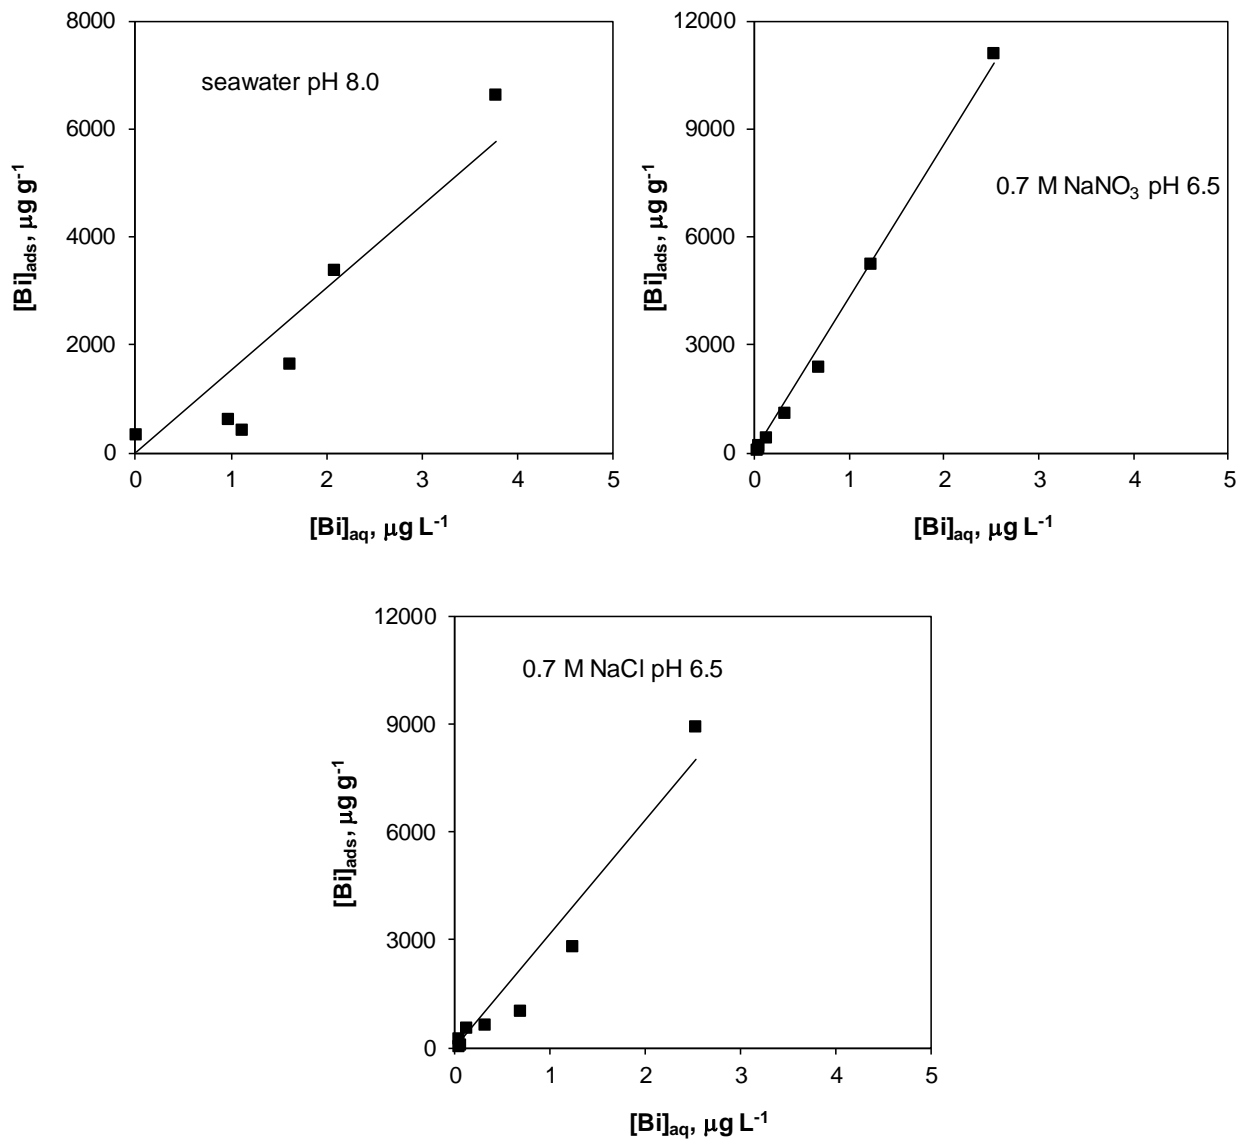 8000
6000
4000
2000
0
[Bi]ads, μg g-1
seawater pH 8.0
0 1 2 3 4 5
[Bi]aq, μg L-1
12000
9000
6000
3000
0
[Bi]ads, μg g-1
0.7 M NaNO3 pH 6.5
0 1 2 3 4 5
[Bi]aq, μg L-1
12000
9000
6000
3000
0
[Bi]ads, μg g-1
0.7 M NaCl pH 6.5
0 1 2 3 4 5
[Bi]aq, μg L-1